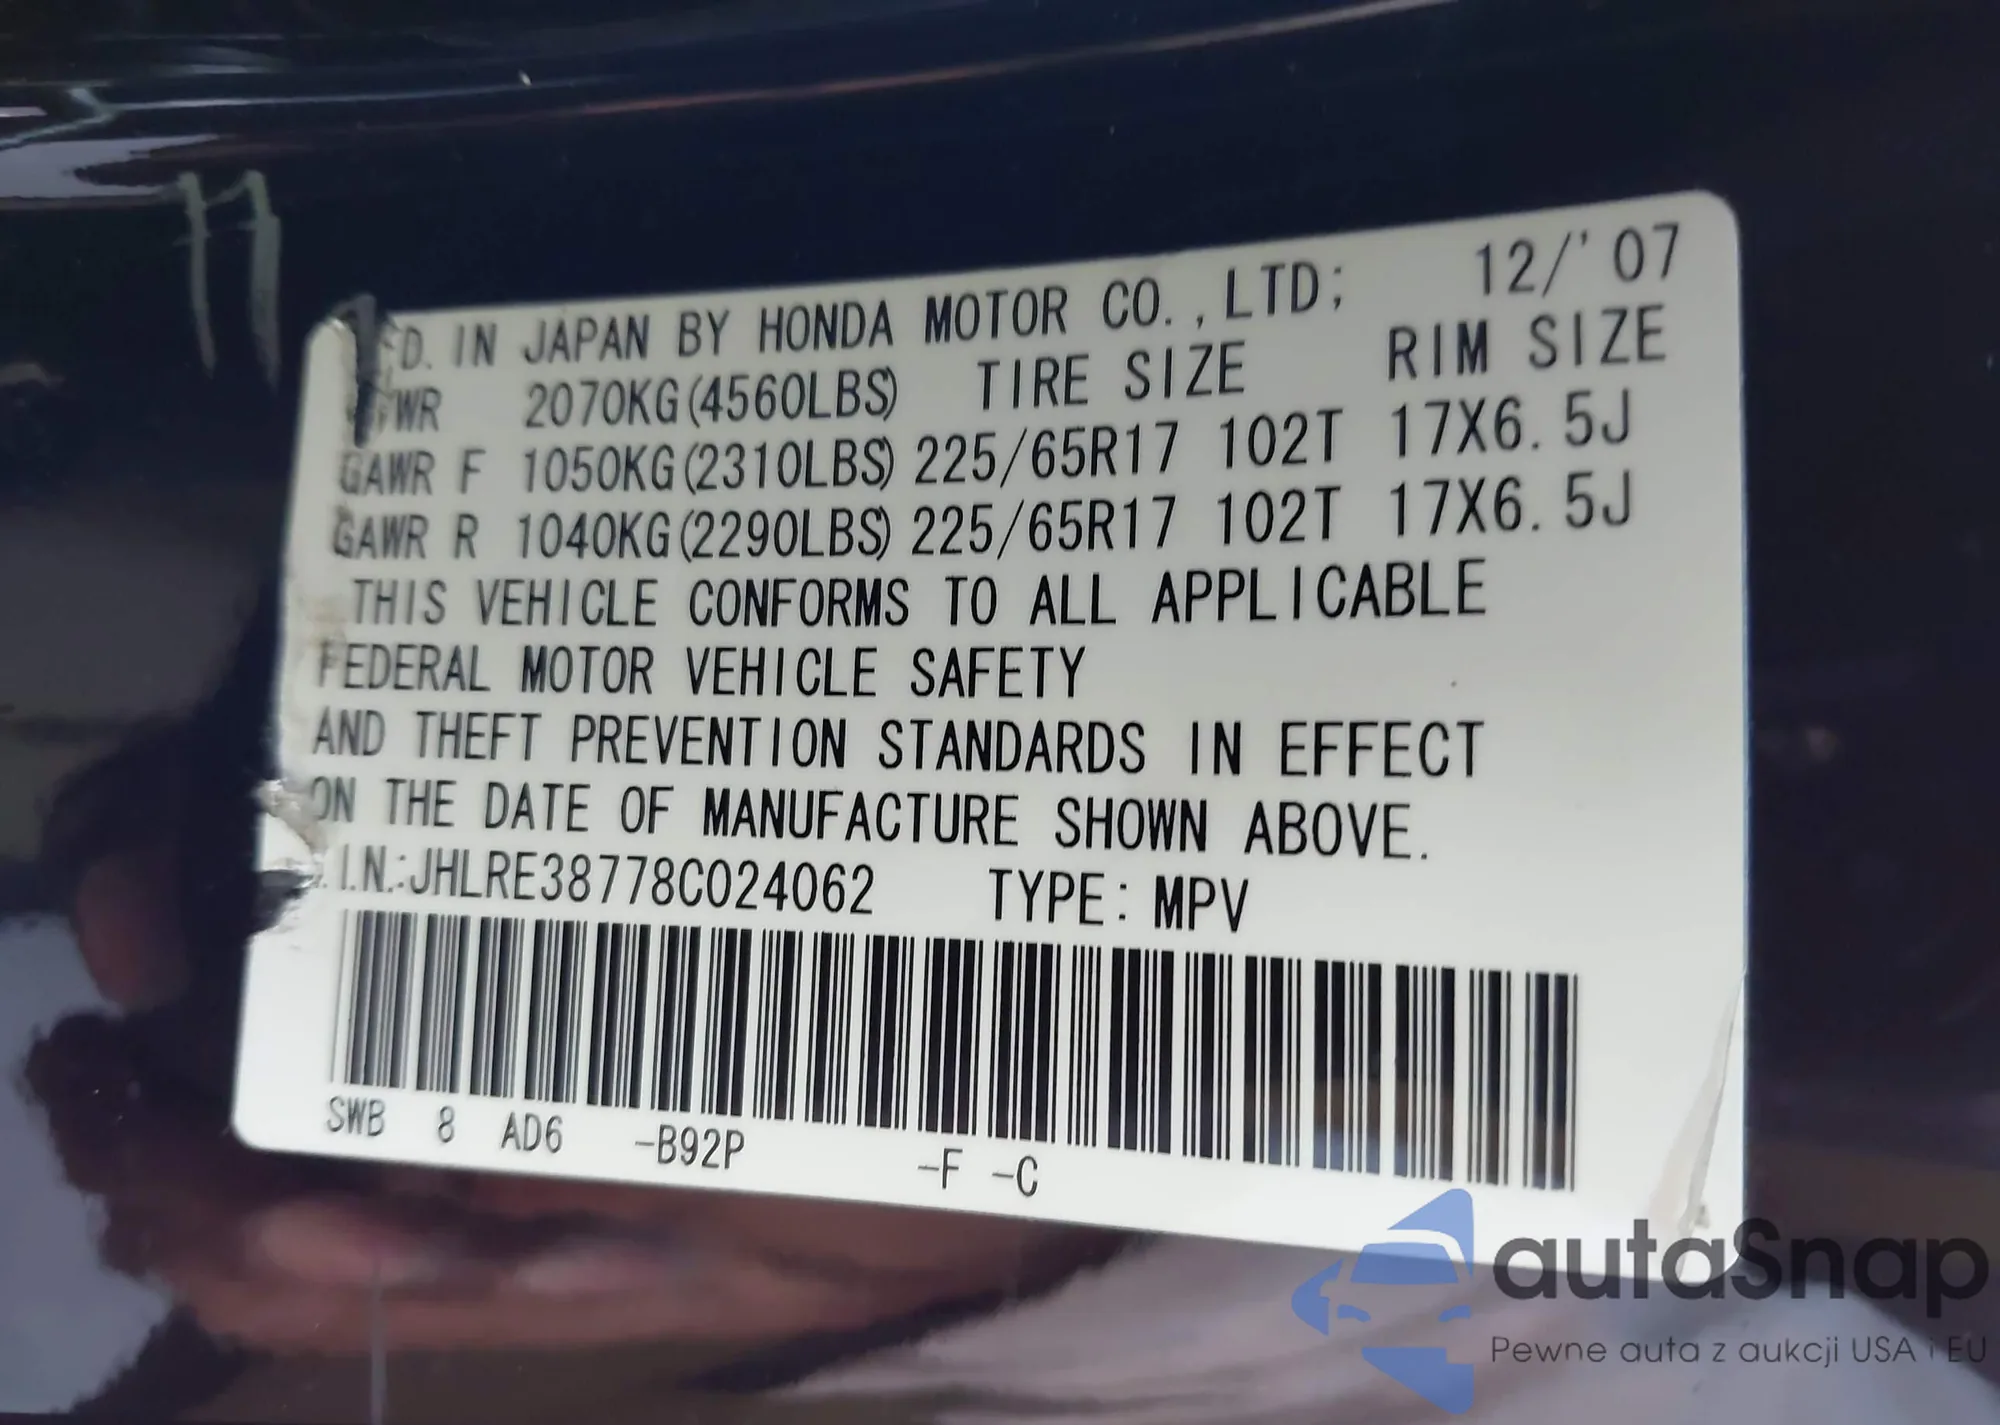 MFD. IN JAPAN BY HONDA MOTOR CO.,LTD; 12/'07
GVWR 2070KG(4560LBS) TIRE SIZE RIM SIZE
GAWR F 1050KG(2310LBS) 225/65R17 102T 17X6.5J
GAWR R 1040KG(2290LBS) 225/65R17 102T 17X6.5J
THIS VEHICLE CONFORMS TO ALL APPLICABLE
FEDERAL MOTOR VEHICLE SAFETY
AND THEFT PREVENTION STANDARDS IN EFFECT
ON THE DATE OF MANUFACTURE SHOWN ABOVE.
.I.N.:JHLRE38778C024062 TYPE: MPV
SWB 8 AD6 -B92P -F -C
autaSnap
Pewne auta z aukcji USA i EU